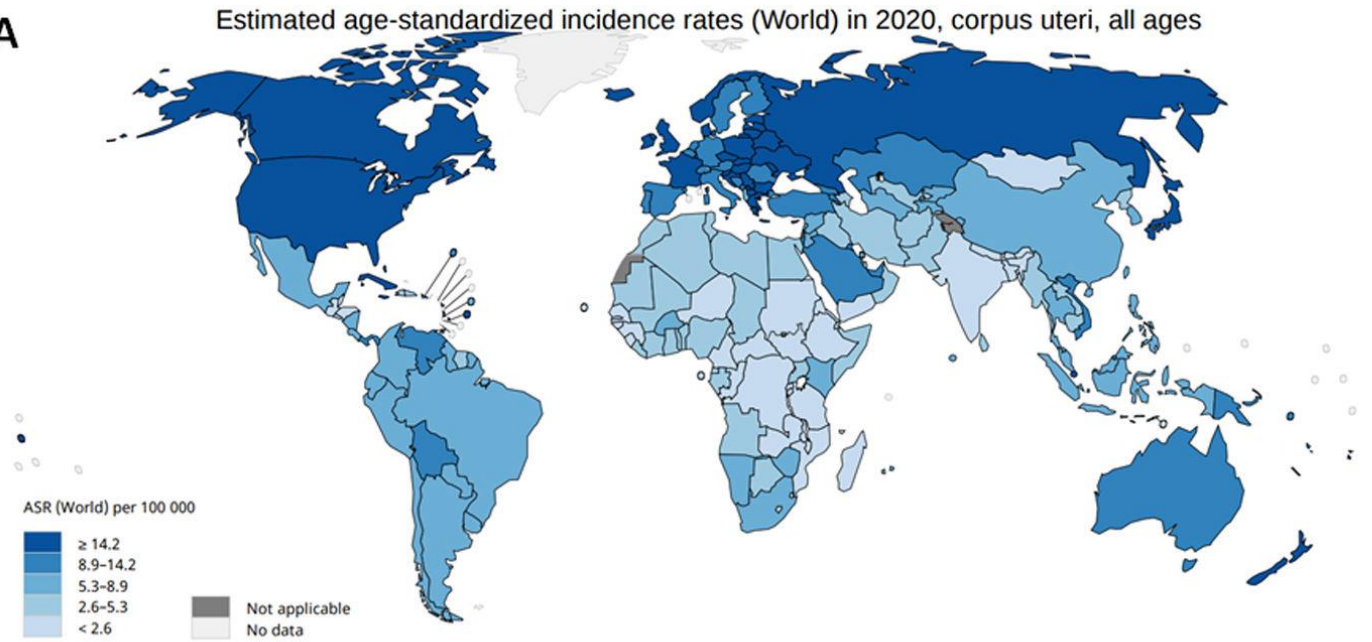 A
Estimated age-standardized incidence rates (World) in 2020, corpus uteri, all ages
ASR (World) per 100 000
≥ 14.2
8.9–14.2
5.3–8.9
2.6–5.3
< 2.6
Not applicable
No data